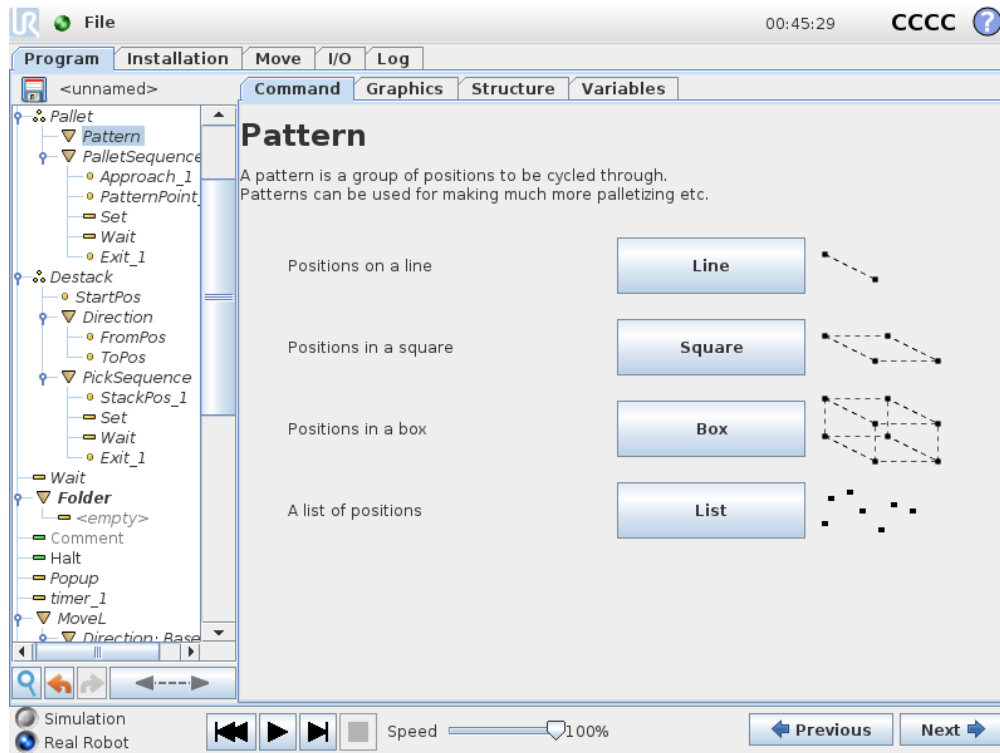 UR File 00:45:29 CCCC ?
Program Installation Move I/O Log
<unnamed> Command Graphics Structure Variables
Pallet
Pattern
PalletSequence
Approach_1
PatternPoint_
Set
Wait
Exit_1
Destack
StartPos
Direction
FromPos
ToPos
PickSequence
StackPos_1
Set
Wait
Exit_1
Wait
Folder
<empty>
Comment
Halt
Popup
timer_1
MoveL
Direction: Base
Pattern
A pattern is a group of positions to be cycled through.
Patterns can be used for making much more palletizing etc.
Positions on a line Line
Positions in a square Square
Positions in a box Box
A list of positions List
Simulation
Real Robot
Speed 100%
Previous Next